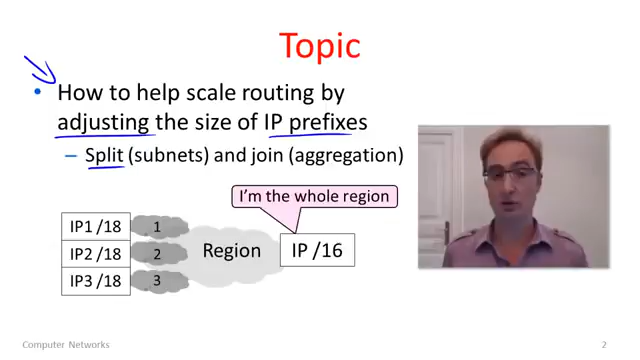 Topic
• How to help scale routing by
adjusting the size of IP prefixes
– Split (subnets) and join (aggregation)
I'm the whole region
IP1 /18
1
IP2 /18
2
IP3 /18
3
Region
IP /16
Computer Networks
2